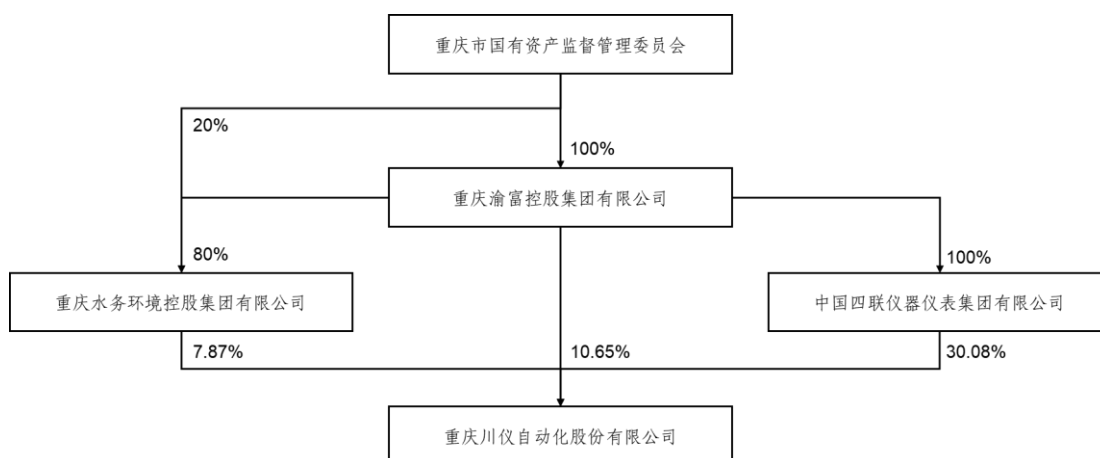 重庆市国有资产监督管理委员会
20%
100%
重庆渝富控股集团有限公司
80%
100%
重庆水务环境控股集团有限公司
中国四联仪器仪表集团有限公司
7.87%
10.65%
30.08%
重庆川仪自动化股份有限公司